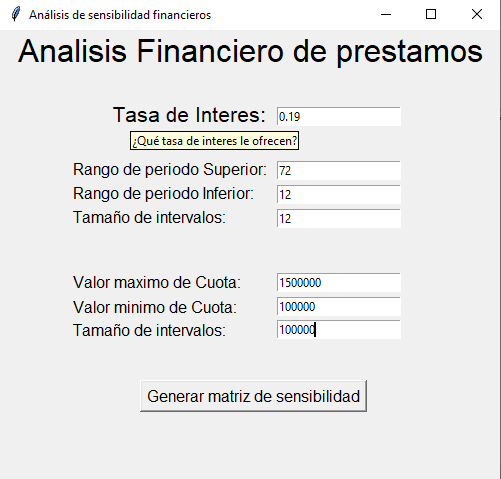 Análisis de sensibilidad financieros
Analisis Financiero de prestamos
Tasa de Interes: 0.19
¿Qué tasa de interes le ofrecen?
Rango de periodo Superior: 72
Rango de periodo Inferior: 12
Tamaño de intervalos: 12
Valor maximo de Cuota: 1500000
Valor minimo de Cuota: 100000
Tamaño de intervalos: 100000
Generar matriz de sensibilidad